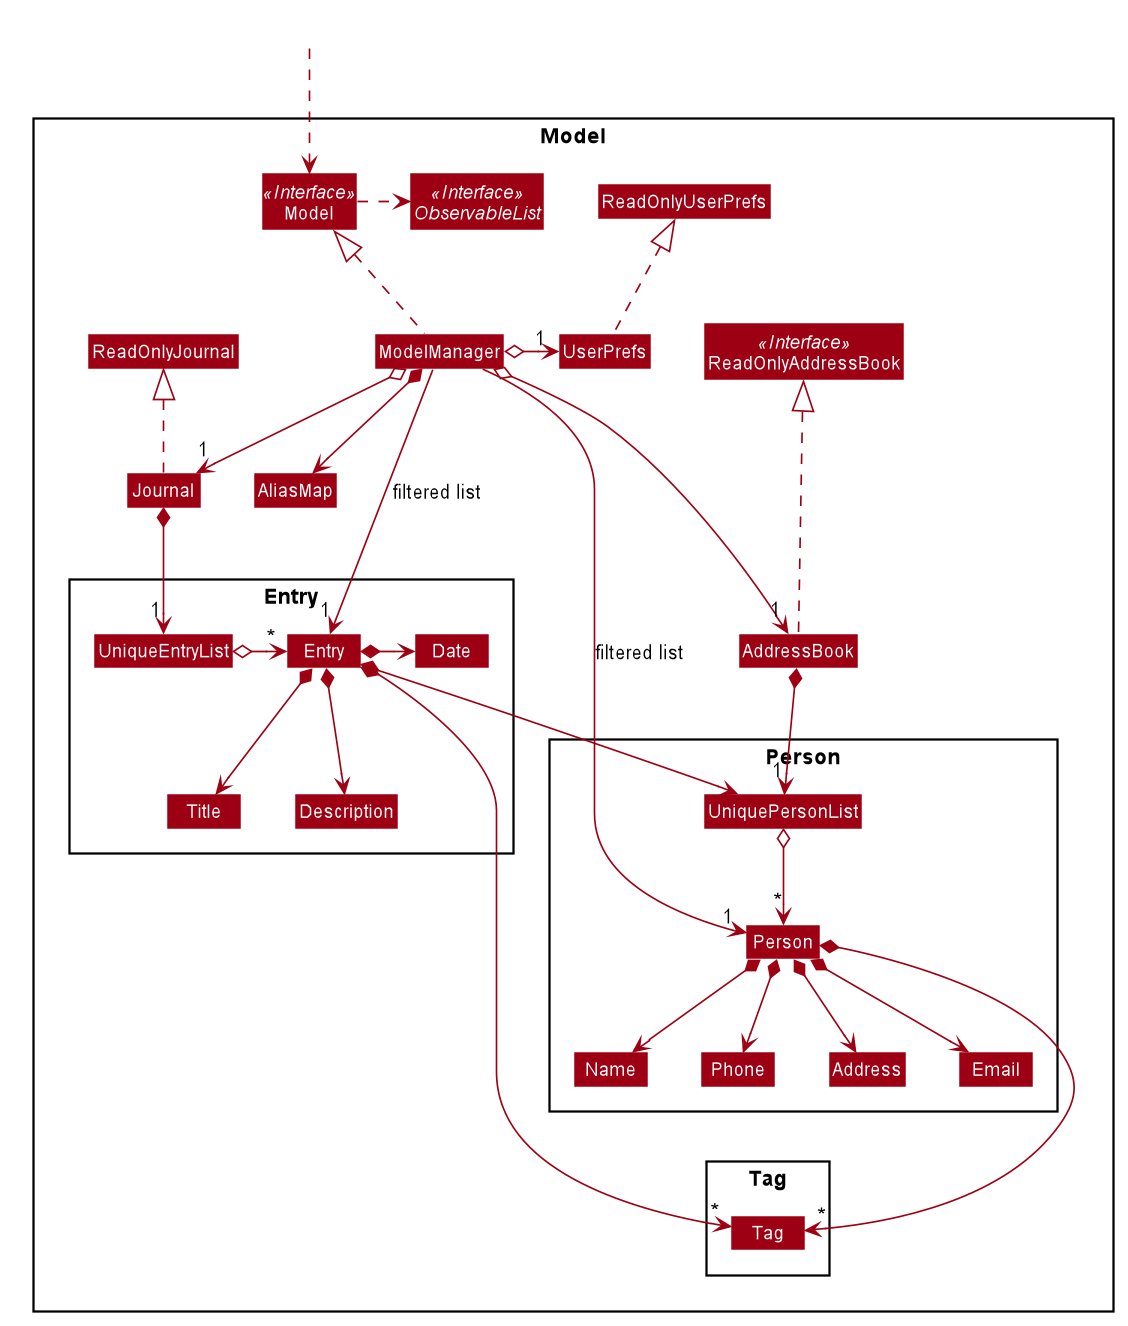 Model
«Interface»
Model
«Interface»
ObservableList
ReadOnlyUserPrefs
ReadOnlyJournal
ModelManager
1
UserPrefs
«Interface»
ReadOnlyAddressBook
1
Journal
AliasMap
filtered list
Entry
1
1
1
UniqueEntryList
*
Entry
Date
filtered list
AddressBook
Person
1
Title
Description
UniquePersonList
*
1
Person
Name
Phone
Address
Email
Tag
*
*
Tag